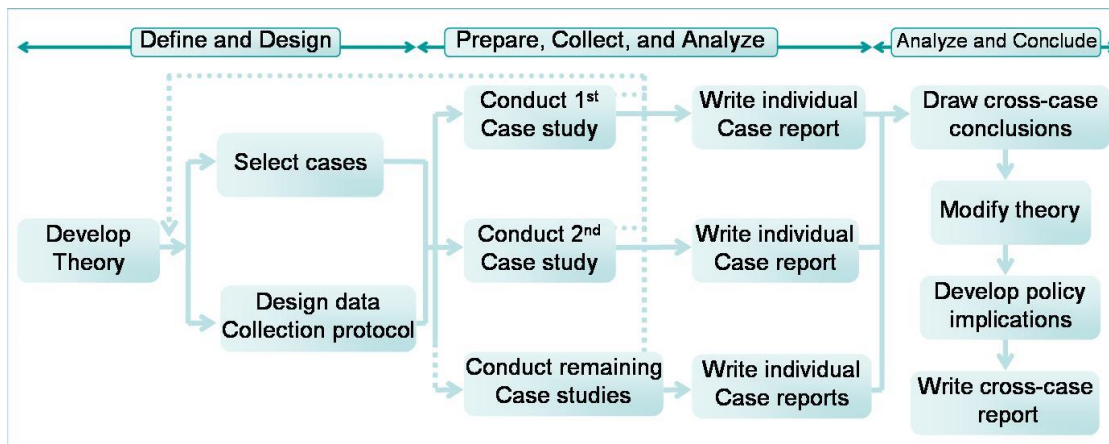 Define and Design
Prepare, Collect, and Analyze
Analyze and Conclude
Develop
Theory
Select cases
Design data
Collection protocol
Conduct 1st
Case study
Conduct 2nd
Case study
Conduct remaining
Case studies
Write individual
Case report
Write individual
Case report
Write individual
Case reports
Draw cross-case
conclusions
Modify theory
Develop policy
implications
Write cross-case
report